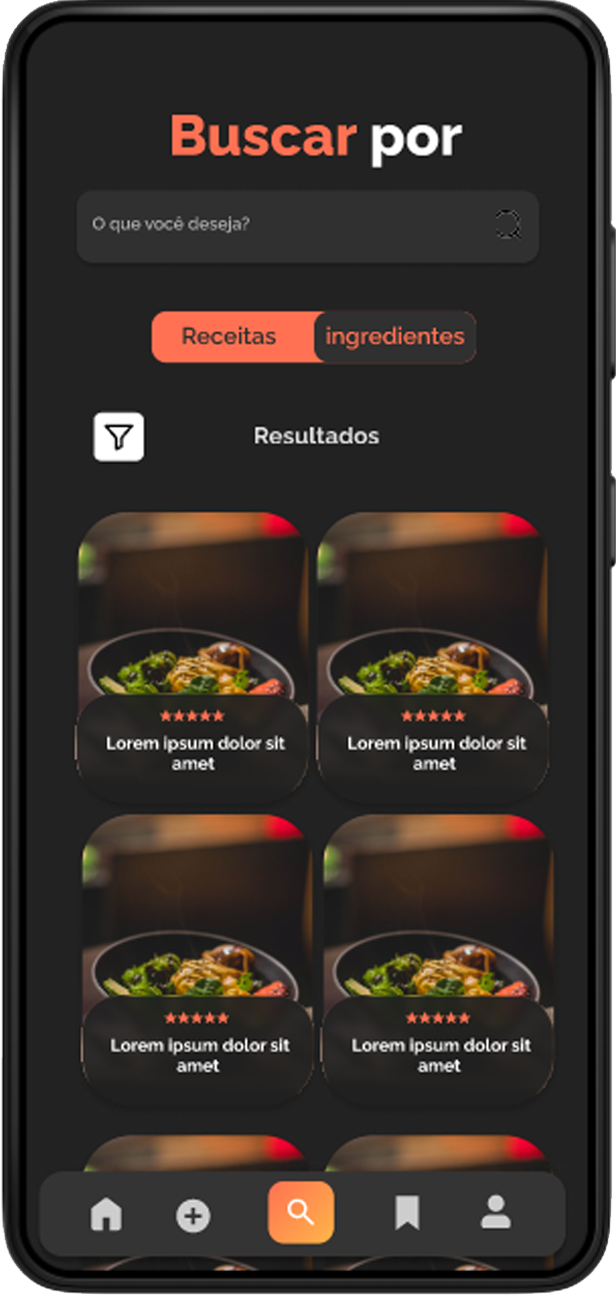 Buscar por
O que você deseja?
Receitas
ingredientes
Resultados
Lorem ipsum dolor sit
amet
Lorem ipsum dolor sit
amet
Lorem ipsum dolor sit
amet
Lorem ipsum dolor sit
amet